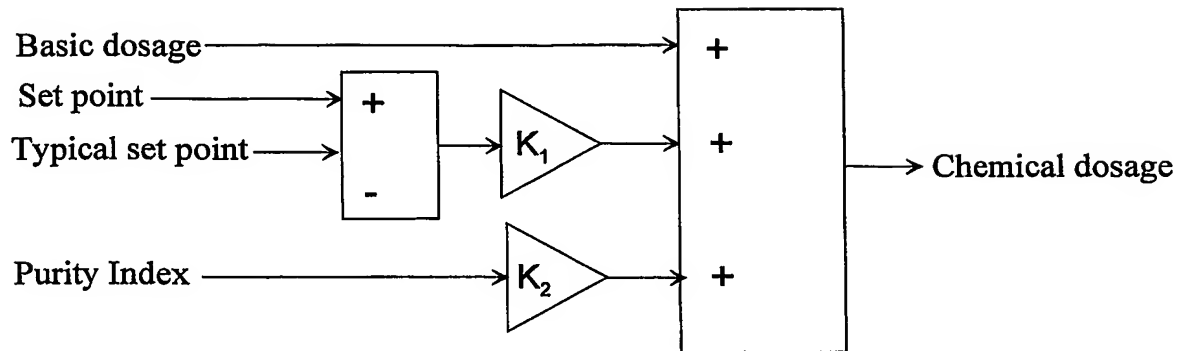 Basic dosage
+
Set point
+
Typical set point
-
K₁
+
Chemical dosage
Purity Index
K₂
+